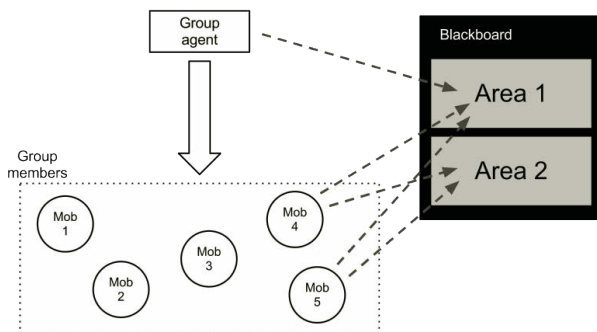 Group
agent
Blackboard
Area 1
Area 2
Group
members
Mob
1
Mob
2
Mob
3
Mob
4
Mob
5